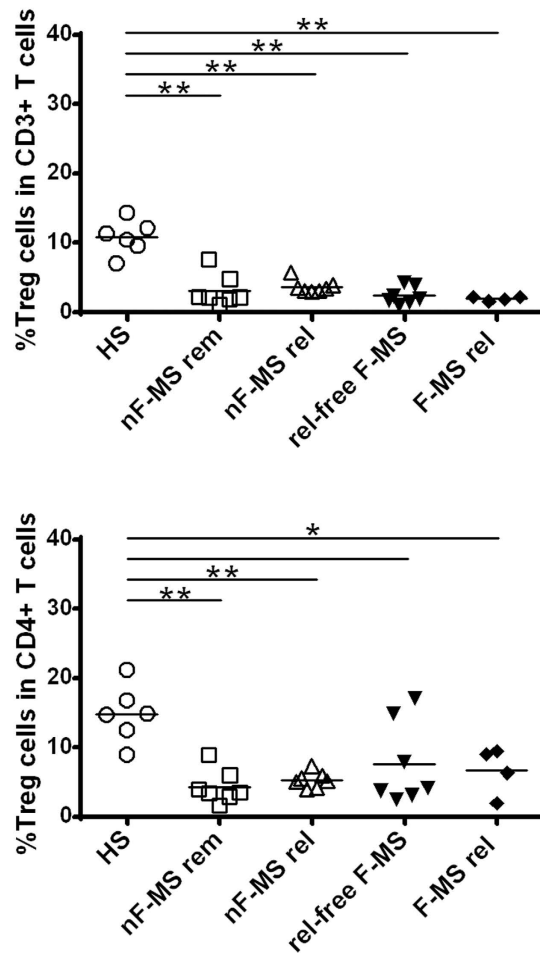 %Treg cells in CD3+ T cells
40
30
20
10
0
**
**
**
**
HS
nF-MS rem
nF-MS rel
rel-free F-MS
F-MS rel
%Treg cells in CD4+ T cells
40
30
20
10
0
*
**
**
HS
nF-MS rem
nF-MS rel
rel-free F-MS
F-MS rel